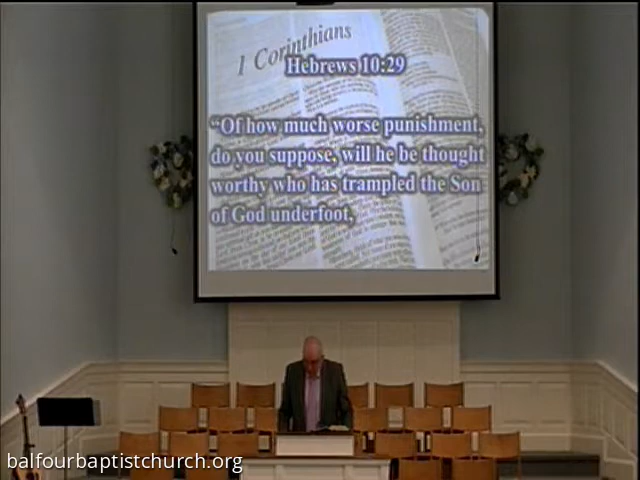 1 Corinthians
Hebrews 10:29
“Of how much worse punishment,
do you suppose, will he be thought
worthy who has trampled the Son
of God underfoot,
balfourbaptistchurch.org